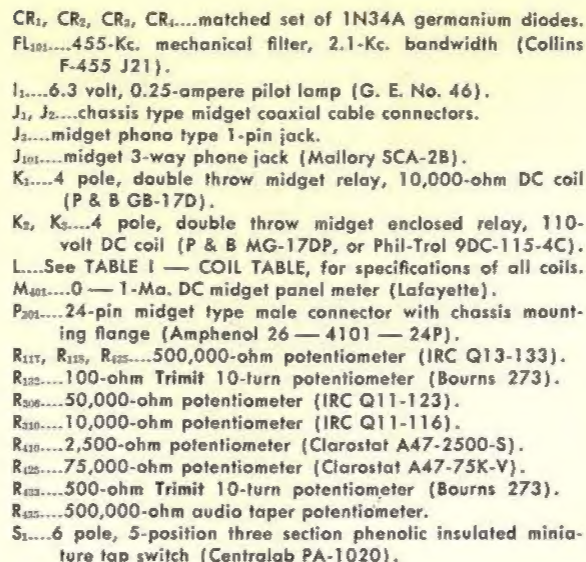 CR₁, CR₂, CR₃, CR₄....matched set of 1N34A germanium diodes.
FL₁₀₁....455-Kc. mechanical filter, 2.1-Kc. bandwidth (Collins
F-455 J21).
I₁....6.3 volt, 0.25-ampere pilot lamp (G. E. No. 46).
J₁, J₂....chassis type midget coaxial cable connectors.
J₃....midget phono type 1-pin jack.
J₁₀₁....midget 3-way phone jack (Mallory SCA-2B).
K₁....4 pole, double throw midget relay, 10,000-ohm DC coil
(P & B GB-17D).
K₂, K₃....4 pole, double throw midget enclosed relay, 110-
volt DC coil (P & B MG-17DP, or Phil-Trol 9DC-115-4C).
L....See TABLE I — COIL TABLE, for specifications of all coils.
M₄₀₁....0 — 1-Ma. DC midget panel meter (Lafayette).
P₂₀₁....24-pin midget type male connector with chassis mount-
ing flange (Amphenol 26 — 4101 — 24P).
R₁₁₇, R₁₁₈, R₄₂₅....500,000-ohm potentiometer (IRC Q13-133).
....100-ohm Trimit 10-turn potentiometer (Bourns 273).
....50,000-ohm potentiometer (IRC Q11-123).
R₃₁₀....10,000-ohm potentiometer (IRC Q11-116).
R₄₁₀....2,500-ohm potentiometer (Clarostat A47-2500-S).
....75,000-ohm potentiometer (Clarostat A47-75K-V).
....500-ohm Trimit 10-turn potentiometer (Bourns 273).
....500,000-ohm audio taper potentiometer.
S₁....6 pole, 5-position three section phenolic insulated minia-
ture tap switch (Centralab PA-1020).